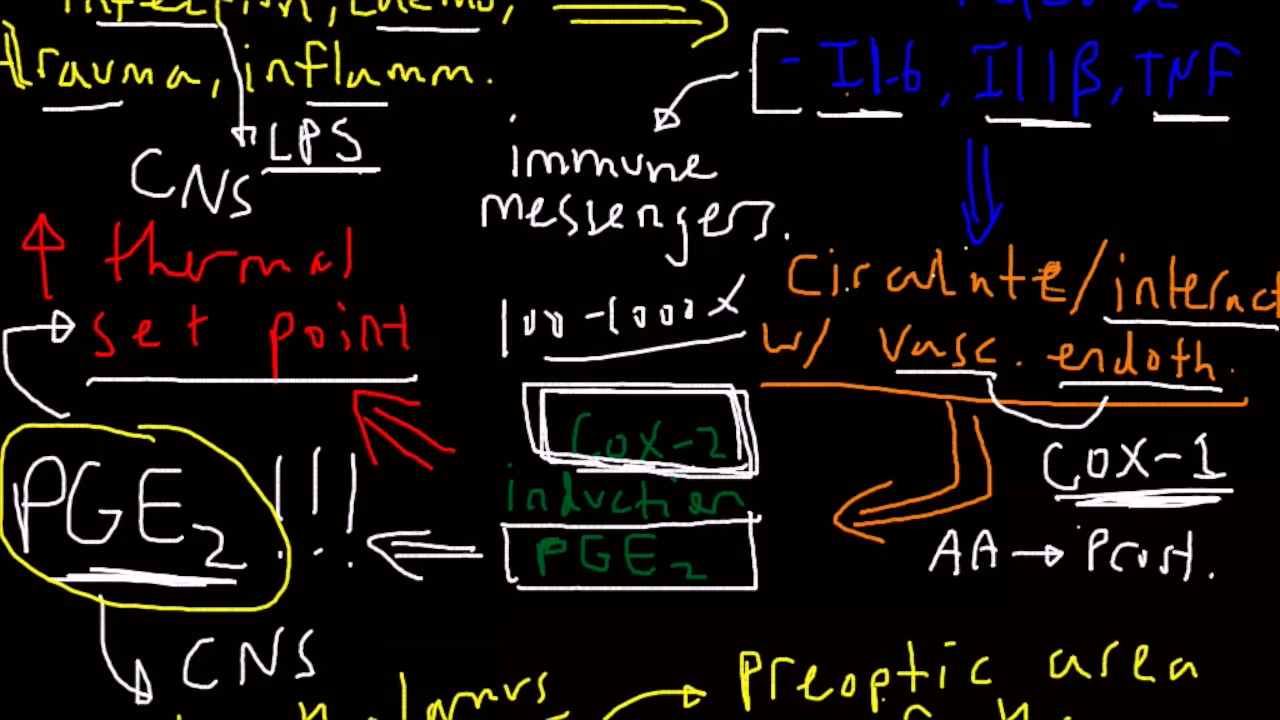 infection,
trauma, inflamm.
- Il-6, Il1β, TNF
LPS
CNS
immune
messengers.
thermal
set point
100-1000x
Circulate/interact
w/ vasc. endoth.
COX-2
induction
PGE2
COX-1
AA → Prost.
PGE2 !!!
CNS
preoptic area